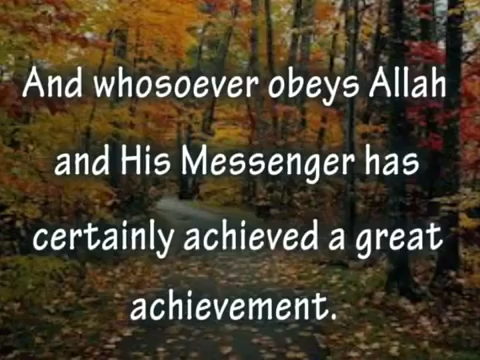 And whosoever obeys Allah
and His Messenger has
certainly achieved a great
achievement.